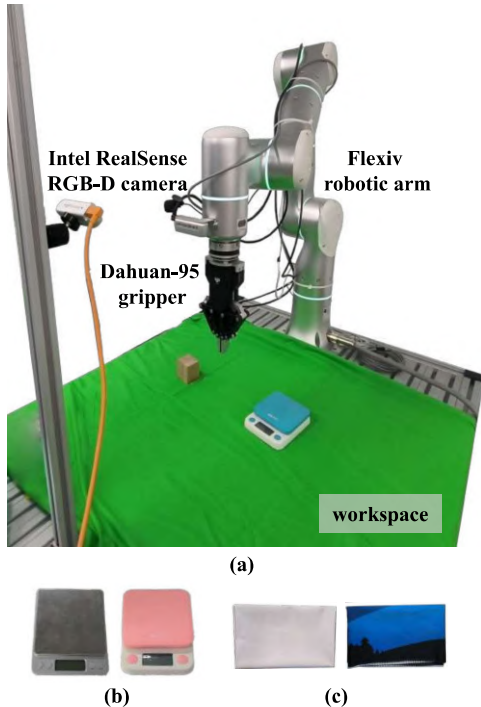 Intel RealSense
RGB-D camera
Flexiv
robotic arm
Dahuan-95
gripper
workspace
(a)
(b)
(c)